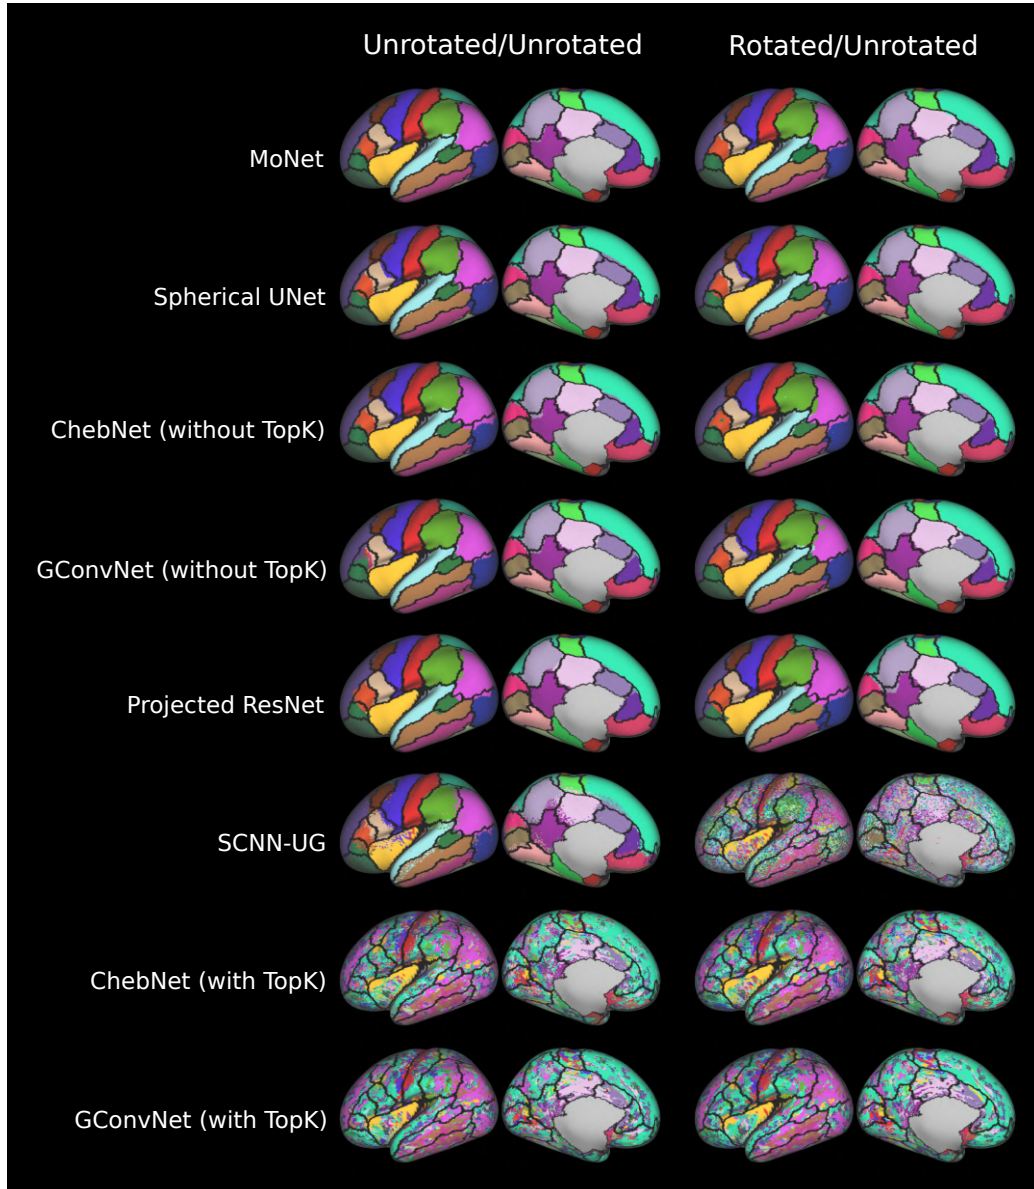 Unrotated/Unrotated
Rotated/Unrotated
MoNet
Spherical UNet
ChebNet (without TopK)
GConvNet (without TopK)
Projected ResNet
SCNN-UG
ChebNet (with TopK)
GConvNet (with TopK)